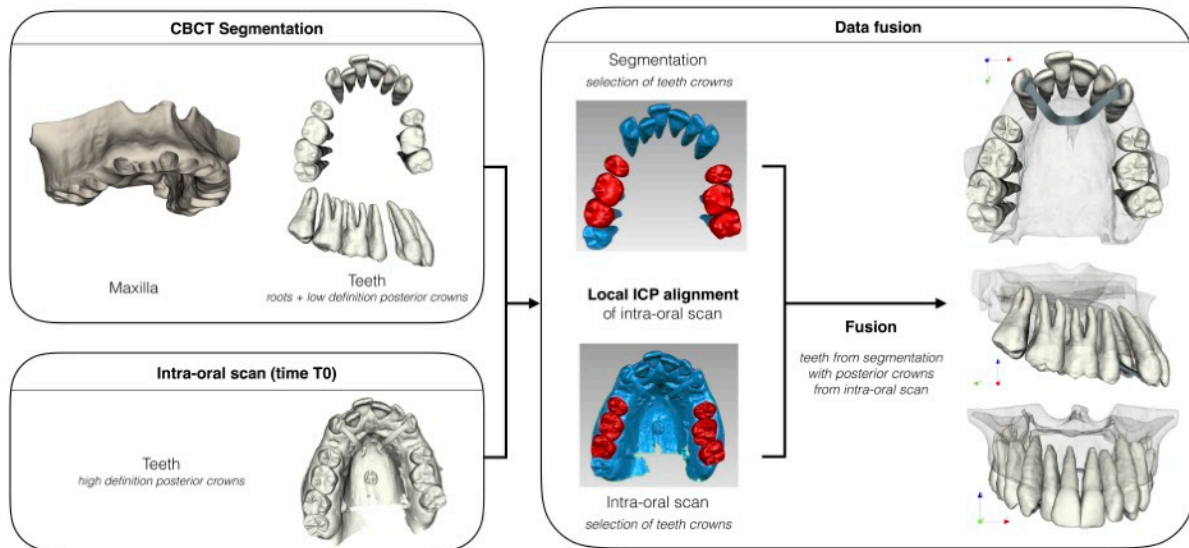 CBCT Segmentation
Maxilla
Teeth
roots + low definition posterior crowns
Intra-oral scan (time T0)
Teeth
high definition posterior crowns
Data fusion
Segmentation
selection of teeth crowns
Local ICP alignment
of intra-oral scan
Intra-oral scan
selection of teeth crowns
Fusion
teeth from segmentation
with posterior crowns
from intra-oral scan